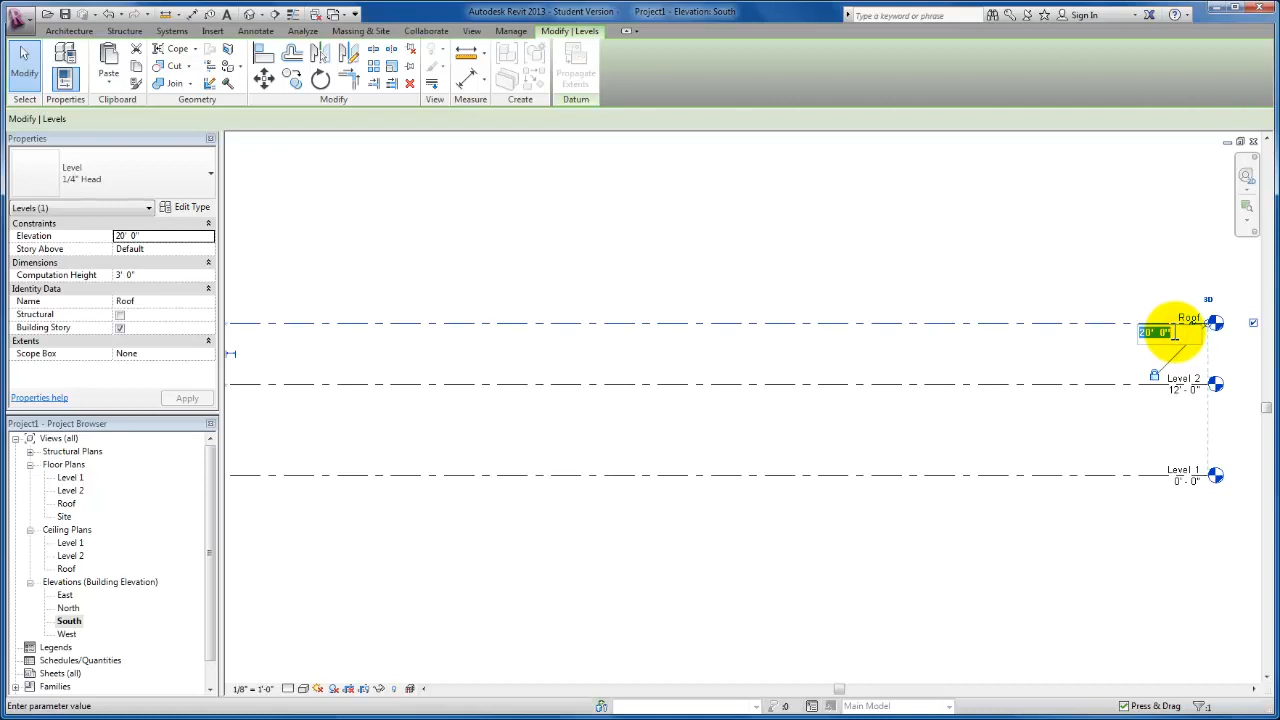 Autodesk Revit 2013 - Student Version Project1 - Elevation: South
Type a keyword or phrase
Sign In
Architecture Structure Systems Insert Annotate Analyze Massing & Site Collaborate View Manage Modify | Levels
Modify
Paste
Cope
Cut
Join
Propagate
Extents
Select Properties Clipboard Geometry Modify View Measure Create Datum
Modify | Levels
Properties
Level
1/4" Head
Levels (1)
Edit Type
Constraints
Elevation 20' 0"
Story Above Default
Dimensions
Computation Height 3' 0"
Identity Data
Name Roof
Structural
Building Story
Extents
Scope Box None
Properties help
Apply
Project1 - Project Browser
Views (all)
Structural Plans
Floor Plans
Level 1
Level 2
Roof
Site
Ceiling Plans
Level 1
Level 2
Roof
Elevations (Building Elevation)
East
North
South
West
Legends
Schedules/Quantities
Sheets (all)
Families
3D
Roof
20' 0"
Level 2
12' - 0"
Level 1
0' - 0"
1/8" = 1'-0"
Enter parameter value
:0
Main Model
Press & Drag
:1